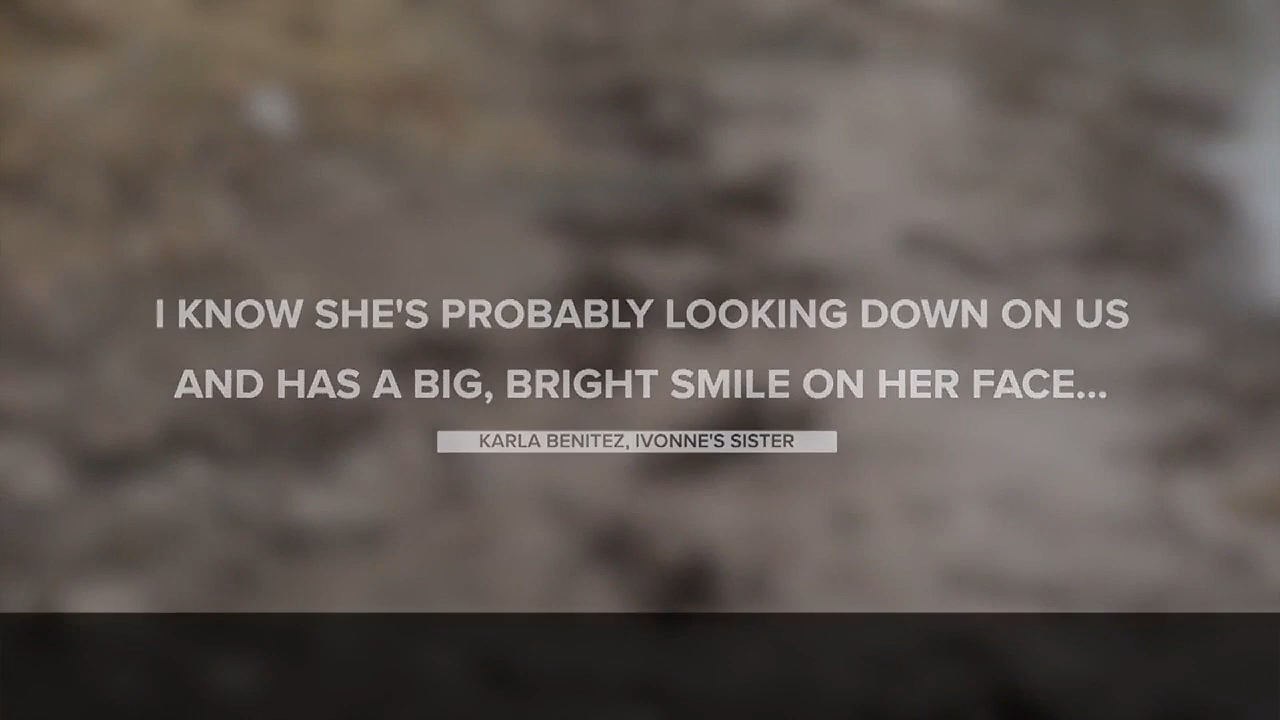 I KNOW SHE'S PROBABLY LOOKING DOWN ON US
AND HAS A BIG, BRIGHT SMILE ON HER FACE...
KARLA BENITEZ, IVONNE'S SISTER